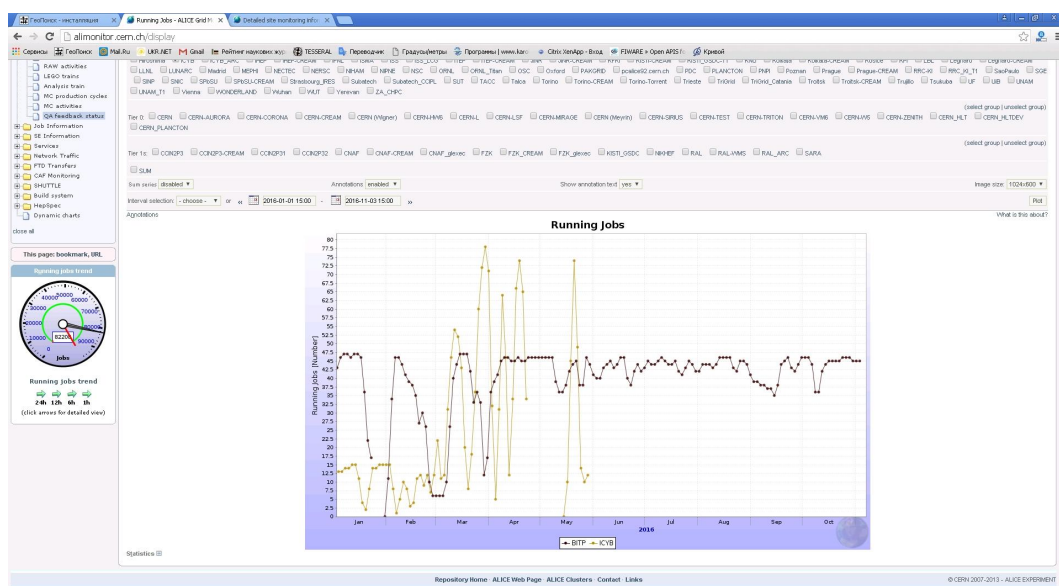 ГеоПоиск - инсталляция
Running Jobs - ALICE Grid M
Detailed site monitoring info
alimonitor.cern.ch/display
Сервисы ГеоПоиск Mail.Ru UKR.NET Gmail Рейтинг наукових жур TESSERAL Переводчик Градусы/метры Программы | www.karo Citrix XenApp - Вход FIWARE » Open APIS fo Кривой
RAW activities
LEGO trains
Analysis train
MC production cycles
MC activities
QA feedback status
Job Information
SE Information
Services
Network Traffic
FTD Transfers
CAF Monitoring
SHUTTLE
Build system
HepSpec
Dynamic charts
close all
This page: bookmark, URL
Running jobs trend
0 10000 20000 30000 40000 50000 60000 90000
Jobs
Running jobs trend
24h 12h 6h 1h
(click arrows for detailed view)
LLNL LUNARC Madrid MEPHI NECTEC NERSC NIHAM NIPNE NSC ORNL ORNL_Titan OSC Oxford PAKGRID pcalice92.cern.ch PDC PLANCTON PNPI Poznan Prague Prague-CREAM RRC-KI RRC_KI_T1 SaoPaulo SGE
SINP SNIC SPbSU SPbSU-CREAM Strasbourg_IRES Subatech Subatech_CCPL SUT TACC Talca Torino Torino-CREAM Torino-Torrent Trieste TriGrid TriGrid_Catania Troitsk Troitsk-CREAM Trujillo Tsukuba UF UIB UNAM
UNAM_T1 Vienna WONDERLAND Wuhan WUT Yerevan ZA_CHPC
(select group | unselect group)
Tier 0: CERN CERN-AURORA CERN-CORONA CERN-CREAM CERN (Wigner) CERN-HW6 CERN-L CERN-LSF CERN-MIRAGE CERN (Meyrin) CERN-SIRIUS CERN-TEST CERN-TRITON CERN-VM6 CERN-W6 CERN-ZENITH CERN_HLT CERN_HLTDEV
CERN_PLANCTON
(select group | unselect group)
Tier 1s: CCIN2P3 CCIN2P3-CREAM CCIN2P31 CCIN2P32 CNAF CNAF-CREAM CNAF_glexec FZK FZK_CREAM FZK_glexec KISTI_GSDC NIKHEF RAL RAL-WMS RAL_ARC SARA
SUM
Sum series disabled Annotations enabled Show annotation text yes Image size: 1024x600
Interval selection: - choose - or « 2016-01-01 15:00 - 2016-11-03 15:00 » Plot
Annotations What is this about?
Running Jobs
Running Jobs [Number]
80
77.5
75
72.5
70
67.5
65
62.5
60
57.5
55
52.5
50
47.5
45
42.5
40
37.5
35
32.5
30
27.5
25
22.5
20
17.5
15
12.5
10
7.5
5
2.5
0
Jan Feb Mar Apr May Jun Jul Aug Sep Oct
2016
BITP ICYB
Statistics
Repository Home · ALICE Web Page · ALICE Clusters · Contact · Links
© CERN 2007-2013 - ALICE EXPERIMENT